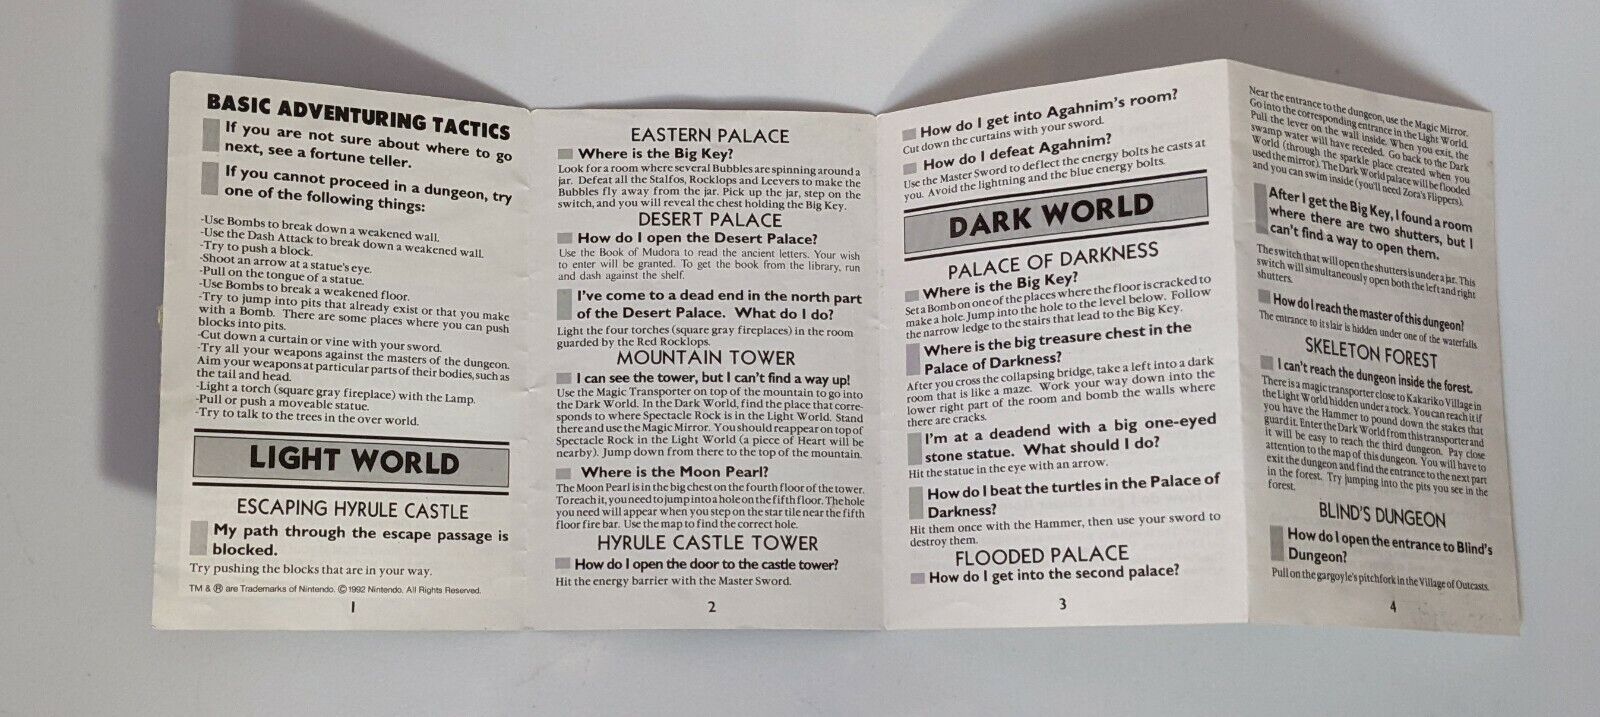 BASIC ADVENTURING TACTICS
If you are not sure about where to go
next, see a fortune teller.
If you cannot proceed in a dungeon, try
one of the following things:
-Use Bombs to break down a weakened wall.
-Use the Dash Attack to break down a weakened wall.
-Try to push a block.
-Shoot an arrow at a statue's eye.
-Pull on the tongue of a statue.
-Use Bombs to break a weakened floor.
-Try to jump into pits that already exist or that you make
with a Bomb. There are some places where you can push
blocks into pits.
-Cut down a curtain or vine with your sword.
-Try all your weapons against the masters of the dungeon.
Aim your weapons at particular parts of their bodies, such as
the tail and head.
-Light a torch (square gray fireplace) with the Lamp.
-Pull or push a moveable statue.
-Try to talk to the trees in the over world.
LIGHT WORLD
ESCAPING HYRULE CASTLE
My path through the escape passage is
blocked.
Try pushing the blocks that are in your way.
TM & ® are Trademarks of Nintendo. ©1992 Nintendo. All Rights Reserved.
1
EASTERN PALACE
Where is the Big Key?
Look for a room where several Bubbles are spinning around a
jar. Defeat all the Stalfos, Rocklops and Leevers to make the
Bubbles fly away from the jar. Pick up the jar, step on the
switch, and you will reveal the chest holding the Big Key.
DESERT PALACE
How do I open the Desert Palace?
Use the Book of Mudora to read the ancient letters. Your wish
to enter will be granted. To get the book from the library, run
and dash against the shelf.
I've come to a dead end in the north part
of the Desert Palace. What do I do?
Light the four torches (square gray fireplaces) in the room
guarded by the Red Rocklops.
MOUNTAIN TOWER
I can see the tower, but I can't find a way up!
Use the Magic Transporter on top of the mountain to go into
the Dark World. In the Dark World, find the place that corre-
sponds to where Spectacle Rock is in the Light World. Stand
there and use the Magic Mirror. You should reappear on top of
Spectacle Rock in the Light World (a piece of Heart will be
nearby). Jump down from there to the top of the mountain.
Where is the Moon Pearl?
The Moon Pearl is in the big chest on the fourth floor of the tower.
To reach it, you need to jump into a hole on the fifth floor. The hole
you need will appear when you step on the star tile near the fifth
floor fire bar. Use the map to find the correct hole.
HYRULE CASTLE TOWER
How do I open the door to the castle tower?
Hit the energy barrier with the Master Sword.
2
How do I get into Agahnim's room?
Cut down the curtains with your sword.
How do I defeat Agahnim?
Use the Master Sword to deflect the energy bolts he casts at
you. Avoid the lightning and the blue energy bolts.
DARK WORLD
PALACE OF DARKNESS
Where is the Big Key?
Set a Bomb on one of the places where the floor is cracked to
make a hole. Jump into the hole to the level below. Follow
the narrow ledge to the stairs that lead to the Big Key.
Where is the big treasure chest in the
Palace of Darkness?
After you cross the collapsing bridge, take a left into a dark
room that is like a maze. Work your way down into the
lower right part of the room and bomb the walls where
there are cracks.
I'm at a deadend with a big one-eyed
stone statue. What should I do?
Hit the statue in the eye with an arrow.
How do I beat the turtles in the Palace of
Darkness?
Hit them once with the Hammer, then use your sword to
destroy them.
FLOODED PALACE
How do I get into the second palace?
3
Near the entrance to the dungeon, use the Magic Mirror.
Go into the corresponding entrance in the Light World.
Pull the lever on the wall inside. When you exit, the
swamp water will have receded. Go back to the Dark
World (through the sparkle place created when you
used the mirror). The Dark World palace will be flooded
and you can swim inside (you'll need Zora's Flippers).
After I get the Big Key, I found a room
where there are two shutters, but I
can't find a way to open them.
The switch that will open the shutters is under a jar. This
switch will simultaneously open both the left and right
shutters.
How do I reach the master of this dungeon?
The entrance to its lair is hidden under one of the waterfalls.
SKELETON FOREST
I can't reach the dungeon inside the forest.
There is a magic transporter close to Kakariko Village in
the Light World hidden under a rock. You can reach it if
you have the Hammer to pound down the stakes that
guard it. Enter the Dark World from this transporter and
it will be easy to reach the third dungeon. Pay close
attention to the map of this dungeon. You will have to
exit the dungeon and find the entrance to the next part
in the forest. Try jumping into the pits you see in the
forest.
BLIND'S DUNGEON
How do I open the entrance to Blind's
Dungeon?
Pull on the gargoyle's pitchfork in the Village of Outcasts.
4